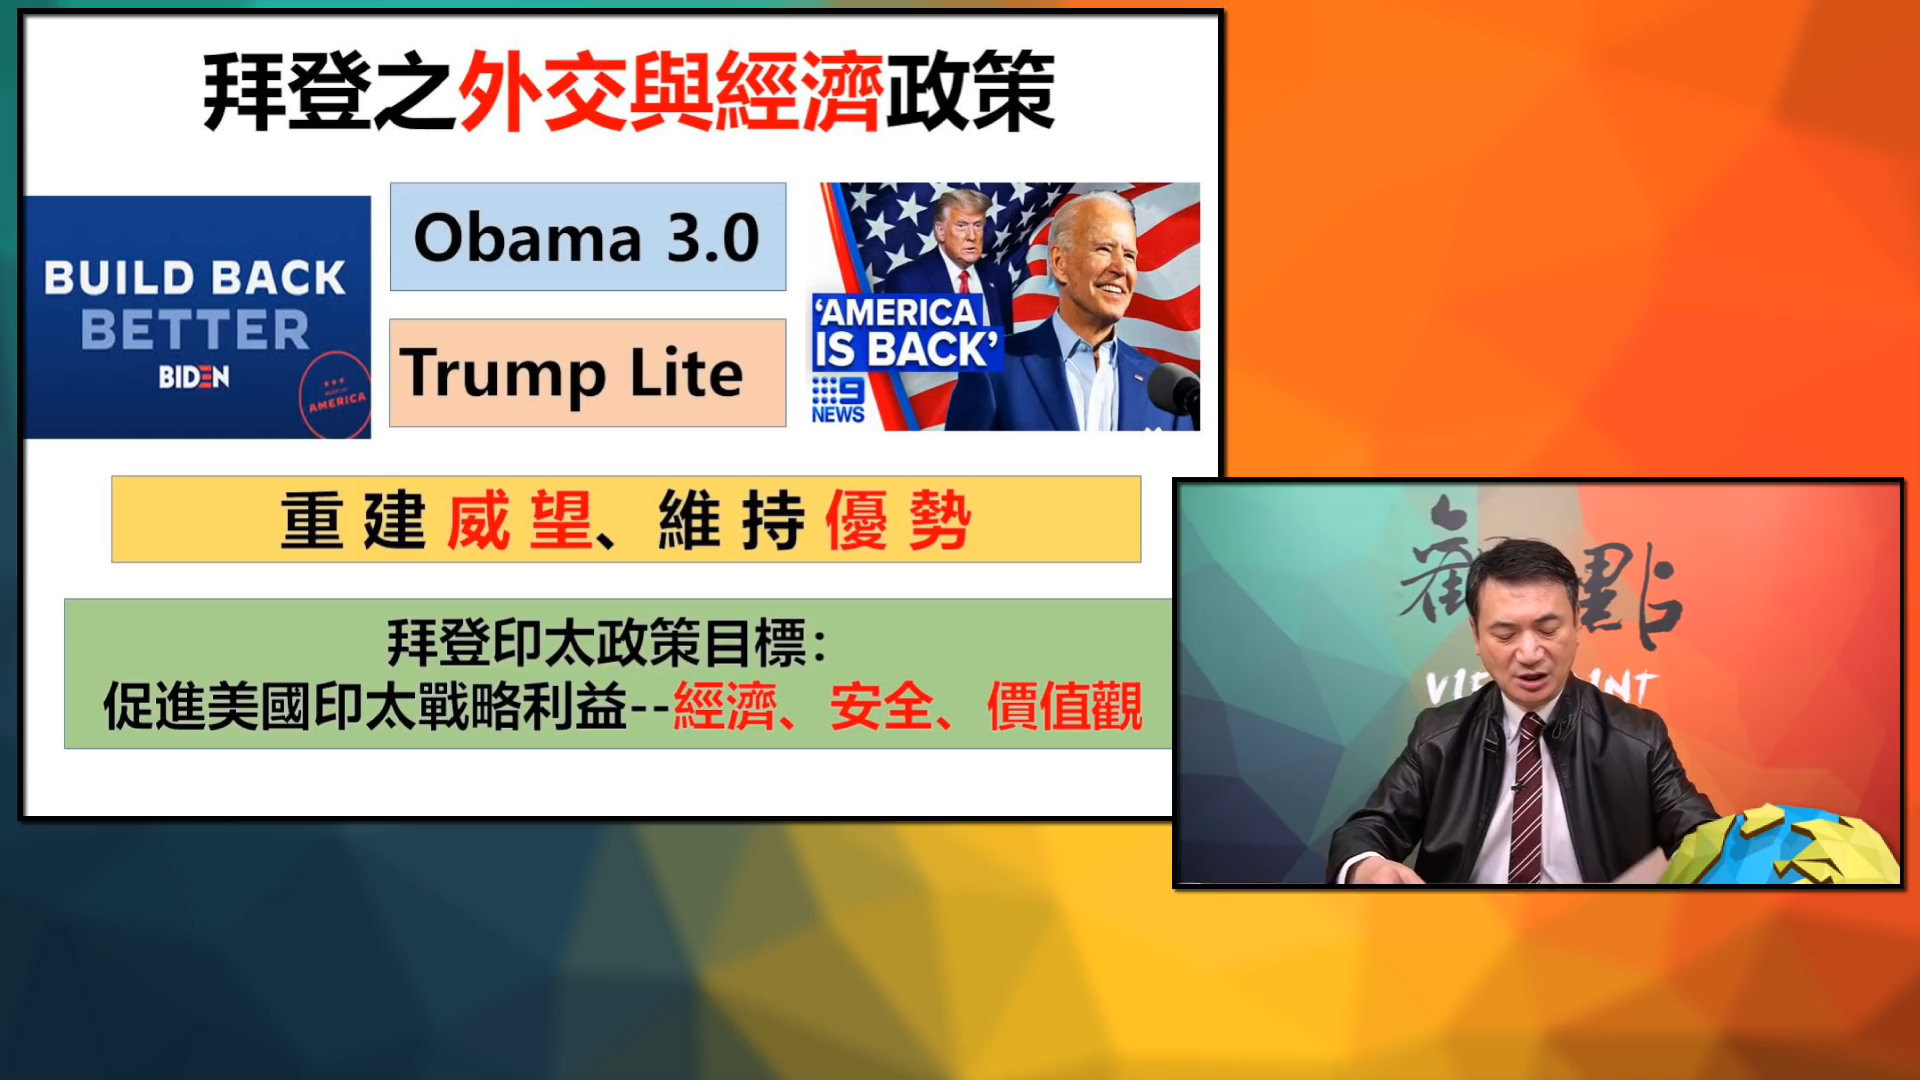 拜登之外交與經濟政策
BUILD BACK
BETTER
BIDEN
AMERICA
Obama 3.0
Trump Lite
‘AMERICA
IS BACK’
9
NEWS
重建威望、維持優勢
拜登印太政策目標：
促進美國印太戰略利益--經濟、安全、價值觀
觀點